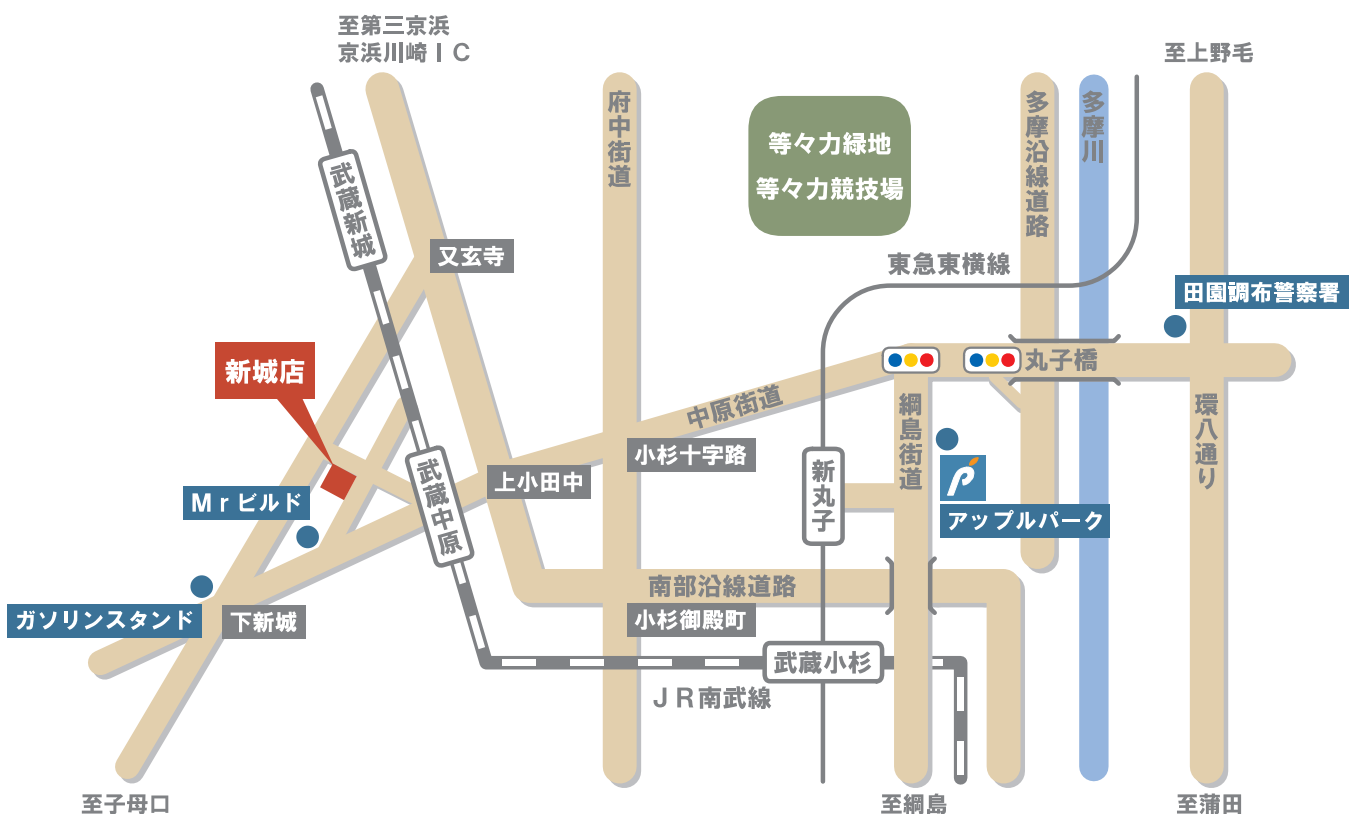 至第三京浜
京浜川崎ＩＣ
至上野毛
府中街道
等々力緑地
等々力競技場
多摩沿線道路
多摩川
武蔵新城
又玄寺
東急東横線
田園調布警察署
新城店
丸子橋
中原街道
綱島街道
環八通り
小杉十字路
上小田中
武蔵中原
新丸子
Ｍｒビルド
アップルパーク
南部沿線道路
ガソリンスタンド
下新城
小杉御殿町
武蔵小杉
ＪＲ南武線
至子母口
至綱島
至蒲田